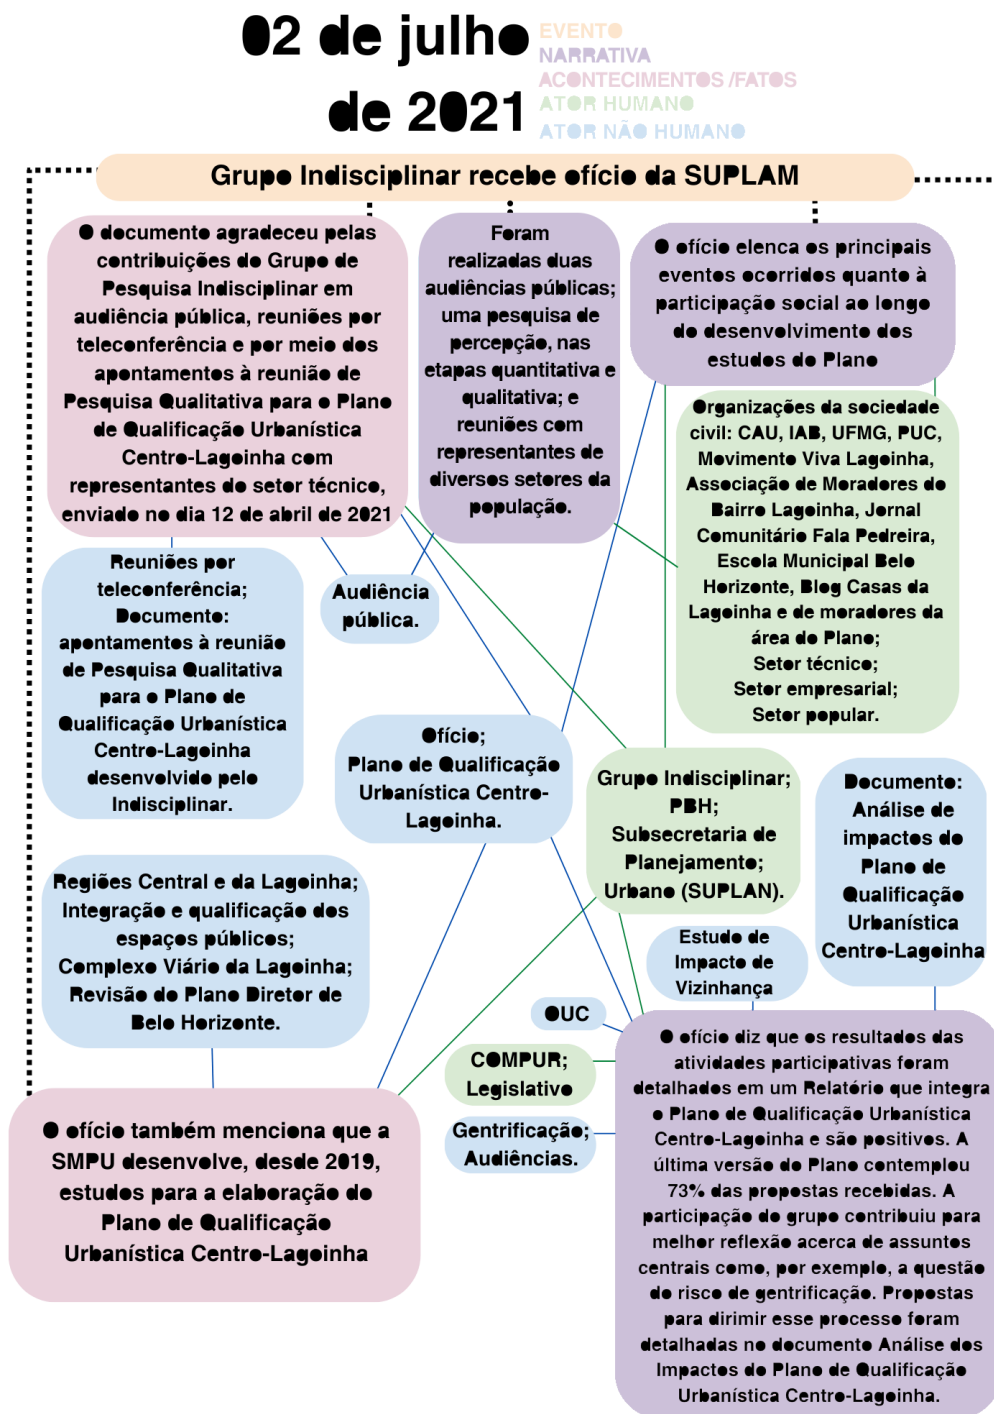 02 de julho
de 2021
EVENTO
NARRATIVA
ACONTECIMENTOS /FATOS
ATOR HUMANO
ATOR NÃO HUMANO
Grupo Indisciplinar recebe ofício da SUPLAM
O documento agradeceu pelas
contribuições do Grupo de
Pesquisa Indisciplinar em
audiência pública, reuniões por
teleconferência e por meio dos
apontamentos à reunião de
Pesquisa Qualitativa para o Plano
de Qualificação Urbanística
Centro-Lagoinha com
representantes do setor técnico,
enviado no dia 12 de abril de 2021
Foram
realizadas duas
audiências públicas;
uma pesquisa de
percepção, nas
etapas quantitativa e
qualitativa; e
reuniões com
representantes de
diversos setores da
população.
O ofício elenca os principais
eventos ocorridos quanto à
participação social ao longo
do desenvolvimento dos
estudos do Plano
Organizações da sociedade
civil: CAU, IAB, UFMG, PUC,
Movimento Viva Lagoinha,
Associação de Moradores do
Bairro Lagoinha, Jornal
Comunitário Fala Pedreira,
Escola Municipal Belo
Horizonte, Blog Casas da
Lagoinha e de moradores da
área do Plano;
Setor técnico;
Setor empresarial;
Setor popular.
Reuniões por
teleconferência;
Documento:
apontamentos à reunião
de Pesquisa Qualitativa
para o Plano de
Qualificação Urbanística
Centro-Lagoinha
desenvolvido pelo
Indisciplinar.
Audiência
pública.
Ofício;
Plano de Qualificação
Urbanística Centro-
Lagoinha.
Grupo Indisciplinar;
PBH;
Subsecretaria de
Planejamento;
Urbano (SUPLAN).
Documento:
Análise de
impactos do
Plano de
Qualificação
Urbanística
Centro-Lagoinha
Regiões Central e da Lagoinha;
Integração e qualificação dos
espaços públicos;
Complexo Viário da Lagoinha;
Revisão do Plano Diretor de
Belo Horizonte.
Estudo de
Impacto de
Vizinhança
OUC
COMPUR;
Legislativo
Gentrificação;
Audiências.
O ofício também menciona que a
SMPU desenvolve, desde 2019,
estudos para a elaboração do
Plano de Qualificação
Urbanística Centro-Lagoinha
O ofício diz que os resultados das
atividades participativas foram
detalhados em um Relatório que integra
o Plano de Qualificação Urbanística
Centro-Lagoinha e são positivos. A
última versão do Plano contemplou
73% das propostas recebidas. A
participação do grupo contribuiu para
melhor reflexão acerca de assuntos
centrais como, por exemplo, a questão
do risco de gentrificação. Propostas
para dirimir esse processo foram
detalhadas no documento Análise dos
Impactos do Plano de Qualificação
Urbanística Centro-Lagoinha.